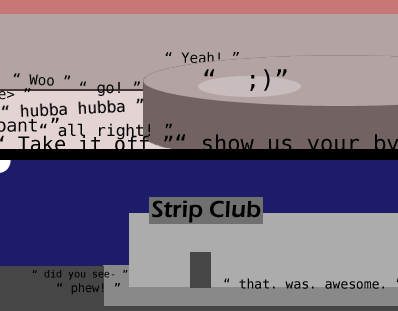 “ Yeah! ”
“ ;)”
“ Woo ”
“ go! ”
e> ”
“ hubba hubba ”
pant ”
“ all right! ”
“ Take it off ”
“ show us your
“ Strip Club
“ did you see- ”
“ phew! ”
“ that. was. awesome. “